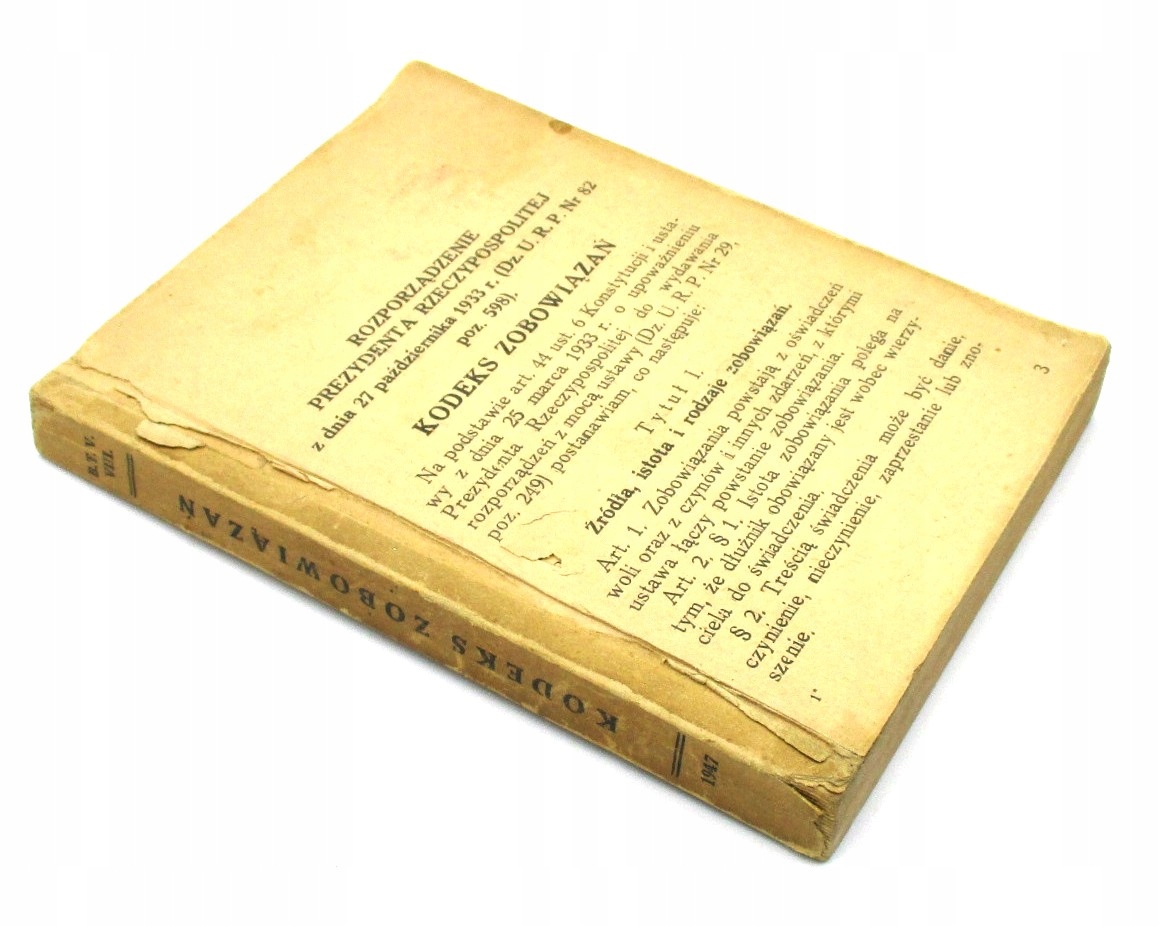 ROZPORZĄDZENIE
PREZYDENTA RZECZYPOSPOLITEJ
z dnia 27 października 1933 r. (Dz. U. R. P. Nr 82
poz. 598).
KODEKS ZOBOWIĄZAŃ
Na podstawie art. 44 ust. 6 Konstytucji i usta-
wy z dnia 25 marca 1933 r. o upoważnieniu
Prezydenta Rzeczypospolitej do wydawania
rozporządzeń z mocą ustawy (Dz. U. R. P. Nr 29,
poz. 249) postanawiam, co następuje:
Tytuł I.
Źródła, istota i rodzaje zobowiązań.
Art. 1. Zobowiązania powstają z oświadczeń
woli oraz z czynów i innych zdarzeń, z którymi
ustawa łączy powstanie zobowiązania.
Art. 2. § 1. Istota zobowiązania polega na
tym, że dłużnik obowiązany jest wobec wierzy-
ciela do świadczenia.
§ 2. Treścią świadczenia może być danie,
czynienie, nieczynienie, zaprzestanie lub zno-
szenie.
1*
3
B. T. V.
VIII.
KODEKS ZOBOWIĄZAŃ
1947